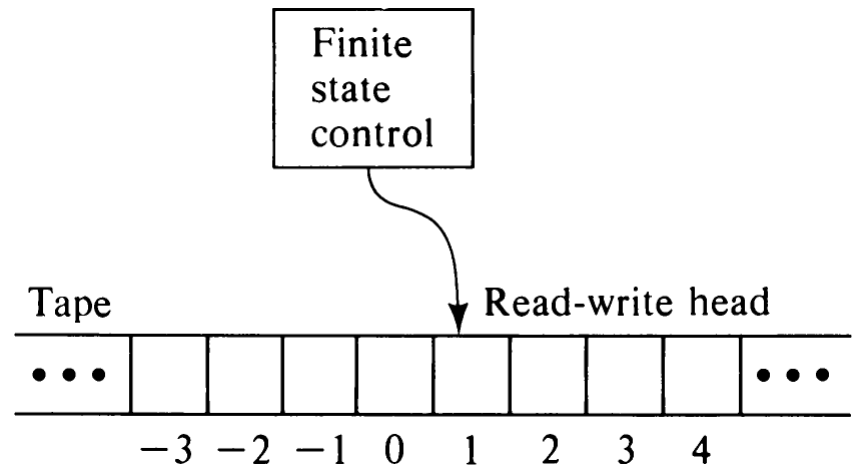 Finite
state
control
Tape Read-write head
••• •••
−3 −2 −1 0 1 2 3 4